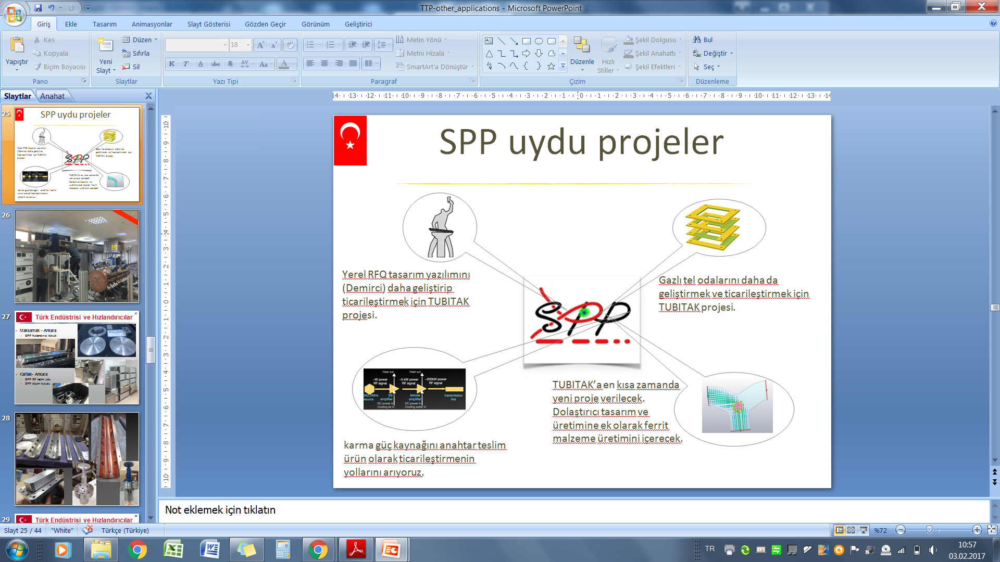 TTP-other_applications - Microsoft PowerPoint
Giriş
Ekle
Tasarım
Animasyonlar
Slayt Gösterisi
Gözden Geçir
Görünüm
Geliştirici
Yapıştır
Kes
Kopyala
Biçim Boyacısı
Pano
Yeni
Slayt
Düzen
Sıfırla
Sil
Slaytlar
18
Yazı Tipi
Metin Yönü
Metni Hizala
SmartArt'a Dönüştür
Paragraf
Düzenle
Hızlı
Stiller
Şekil Dolgusu
Şekil Anahattı
Şekil Efektleri
Çizim
Bul
Değiştir
Seç
Düzenleme
Slaytlar
Anahat
25
SPP uydu projeler
26
27
Türk Endüstrisi ve Hızlandırıcılar
Maksamak - Ankara
SPP hızlandırıcı kovuk
Kalitek- Ankara
SPP RF iletim yolu
SPP ölçüm kutusu
28
29
Türk Endüstrisi ve Hızlandırıcılar
SPP uydu projeler
Yerel RFQ tasarım yazılımını
(Demirci) daha geliştirip
ticarileştirmek için TUBITAK
projesi.
Gazlı tel odalarını daha da
geliştirmek ve ticarileştirmek için
TUBITAK projesi.
SPP
Heat out
Heat out
~W power
RF signal
~5 kW power
RF signal
~200kW power
RF signal
352.2MHz
source
SS
amplifier
tetrode
amplifier
transmission
line
DC power in
Cooling air in
DC power in
Cooling water in
karma güç kaynağını anahtar teslim
ürün olarak ticarileştirmenin
yollarını arıyoruz.
TUBITAK’a en kısa zamanda
yeni proje verilecek.
Dolaştırıcı tasarım ve
üretimine ek olarak ferrit
malzeme üretimini içerecek.
Not eklemek için tıklatın
Slayt 25 / 44
"White"
Türkçe (Türkiye)
%72
TR
10:57
03.02.2017